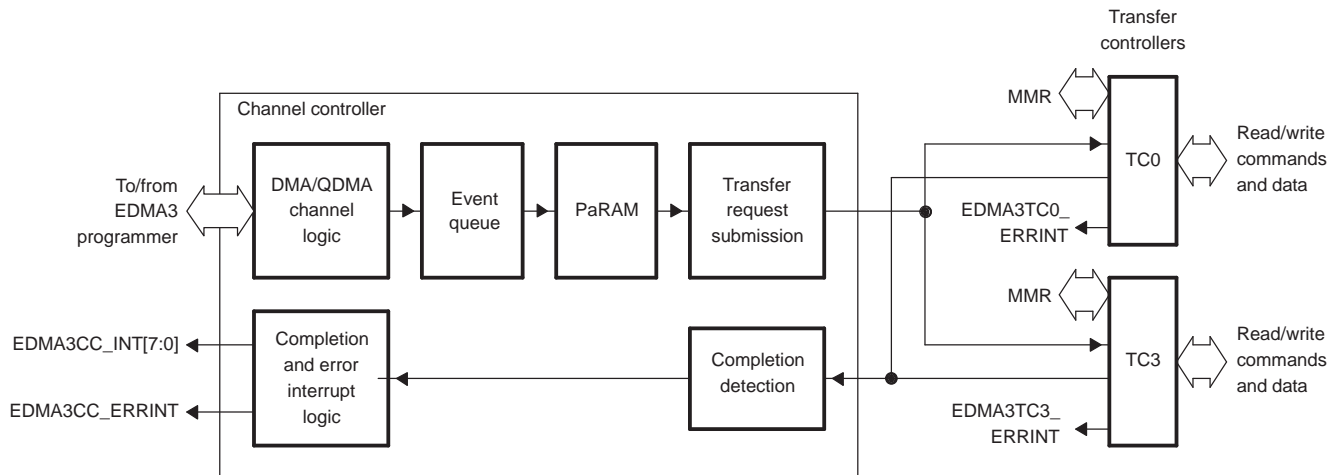 Transfer
controllers
MMR
Channel controller
TC0
Read/write
commands
and data
To/from
EDMA3
programmer
DMA/QDMA
channel
logic
Event
queue
PaRAM
Transfer
request
submission
EDMA3TC0_
ERRINT
MMR
EDMA3CC_INT[7:0]
EDMA3CC_ERRINT
Completion
and error
interrupt
logic
Completion
detection
TC3
Read/write
commands
and data
EDMA3TC3_
ERRINT